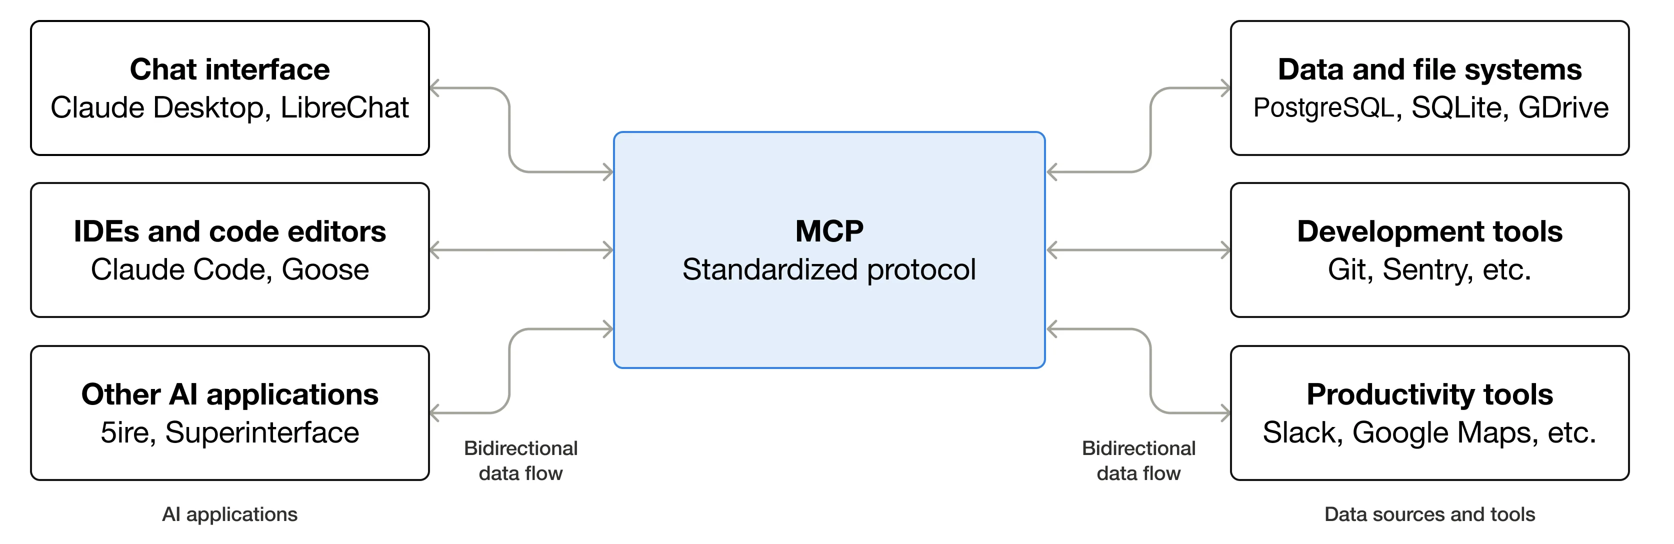 Chat interface
Claude Desktop, LibreChat
IDEs and code editors
Claude Code, Goose
Other AI applications
5ire, Superinterface
AI applications
Bidirectional
data flow
MCP
Standardized protocol
Bidirectional
data flow
Data and file systems
PostgreSQL, SQLite, GDrive
Development tools
Git, Sentry, etc.
Productivity tools
Slack, Google Maps, etc.
Data sources and tools